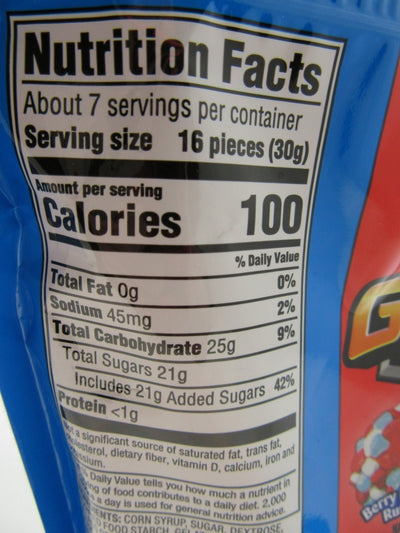 Nutrition Facts
About 7 servings per container
Serving size 16 pieces (30g)
Amount per serving
Calories 100
% Daily Value
Total Fat 0g 0%
Sodium 45mg 2%
Total Carbohydrate 25g 9%
Total Sugars 21g
Includes 21g Added Sugars 42%
Protein <1g
a significant source of saturated fat, trans fat,
dietary fiber, vitamin D, calcium, iron and
Daily Value tells you how much a nutrient in
of food contributes to a daily diet. 2,000
a day is used for general nutrition advice.
CORN SYRUP, SUGAR, DEXTROSE,
FOOD STARCH,
G
Berry